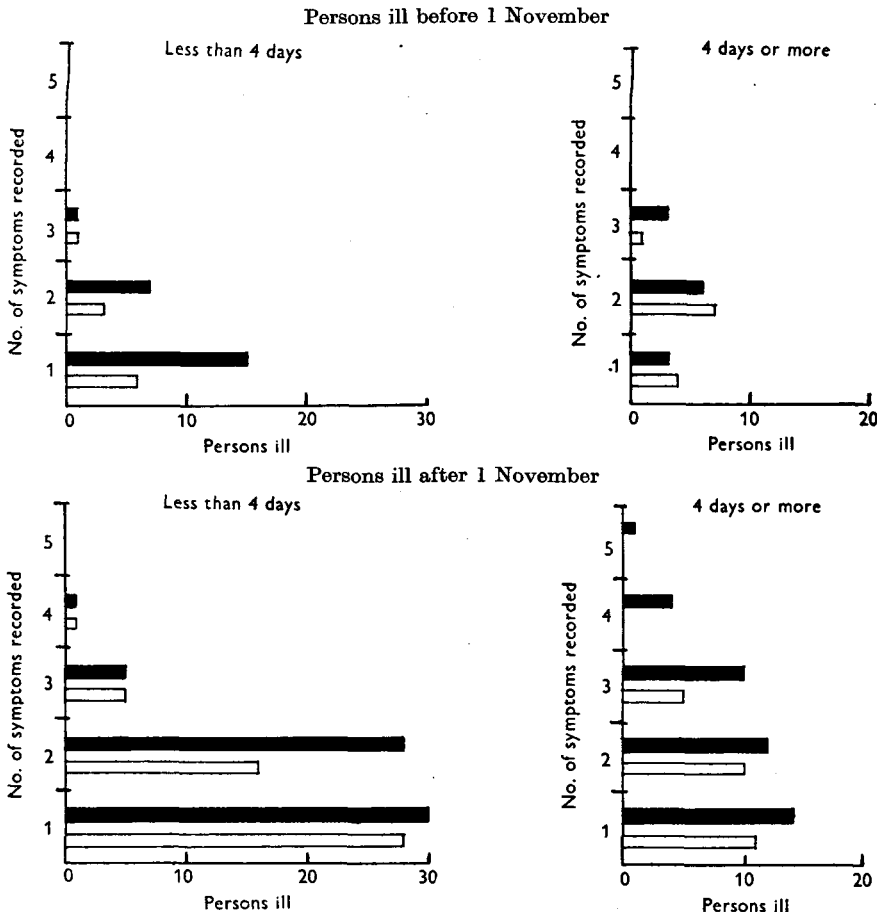 Persons ill before 1 November
Less than 4 days
No. of symptoms recorded
5
4
3
2
1
0 10 20 30
Persons ill
4 days or more
No. of symptoms recorded
5
4
3
2
.1
0 10 20
Persons ill
Persons ill after 1 November
Less than 4 days
No. of symptoms recorded
5
4
3
2
1
0 10 20 30
Persons ill
4 days or more
No. of symptoms recorded
5
4
3
2
1
0 10 20
Persons ill